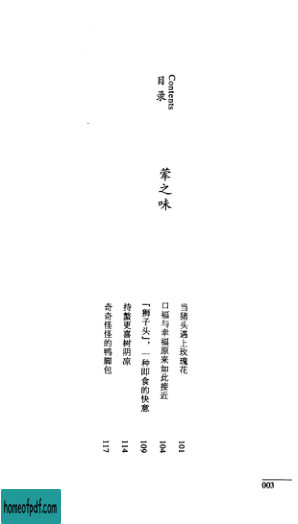 Contents
目录
荤之味
当猪头遇上玫瑰花 101
口福与幸福原来如此接近 104
「狮子头」，一种即食的快意 109
持螯更喜树阴凉 114
奇奇怪怪的鸭脚包 117
003
homeofpdf.com